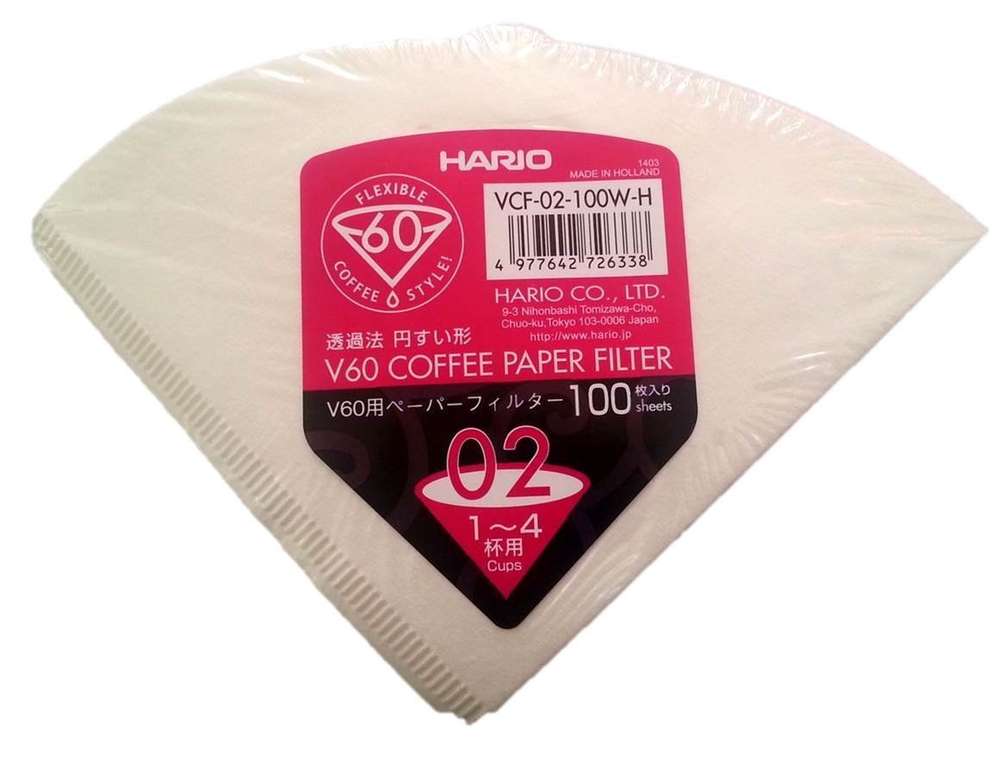 HARIO
1403
MADE IN HOLLAND
FLEXIBLE
60
COFFEE STYLE!
VCF-02-100W-H
4 977642 726338
HARIO CO., LTD.
9-3 Nihonbashi Tomizawa-Cho,
Chuo-ku,Tokyo 103-0006 Japan
http://www.hario.jp
透過法 円すい形
V60 COFFEE PAPER FILTER
V60用ペーパーフィルター 100 枚入り sheets
02
1～4
杯用
Cups